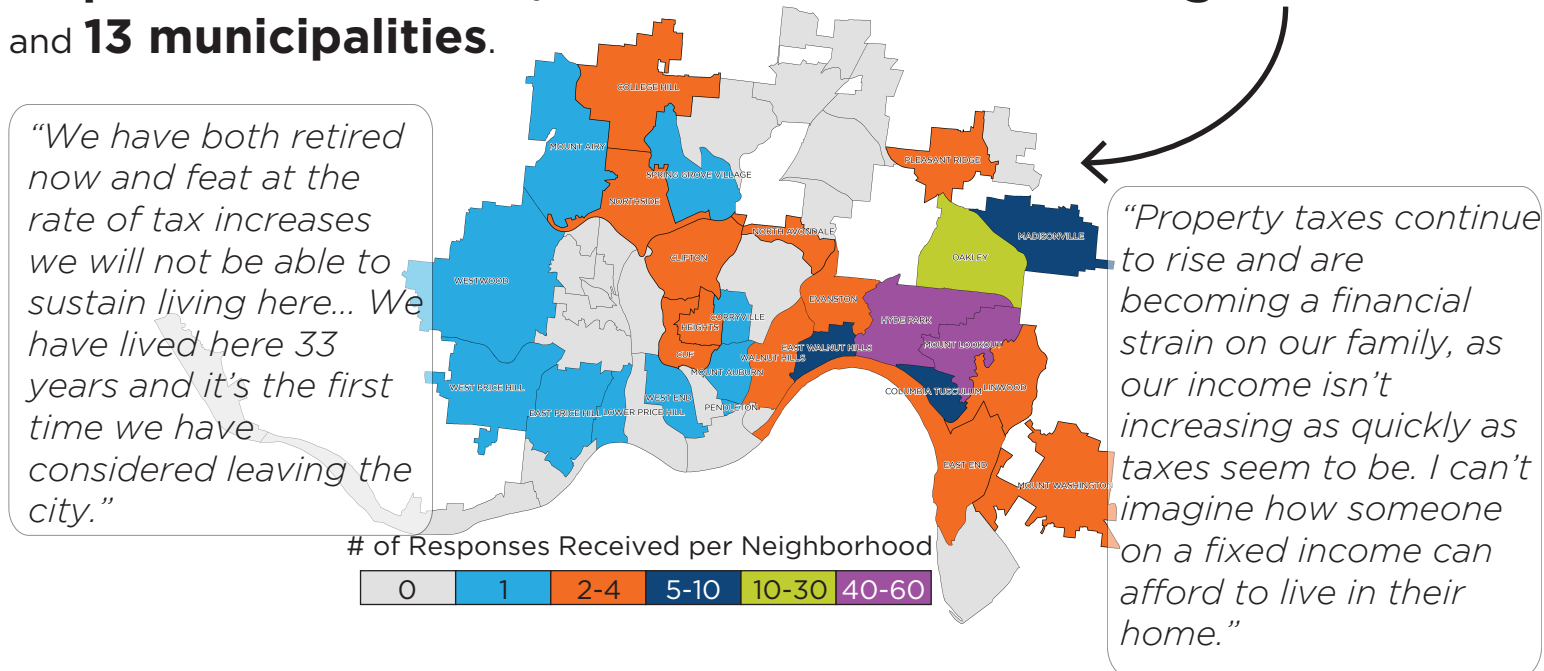 and 13 municipalities.
“We have both retired
now and feat at the
rate of tax increases
we will not be able to
sustain living here... We
have lived here 33
years and it’s the first
time we have
considered leaving the
city.”
COLLEGE HILL
MOUNT AIRY
SPRING GROVE VILLAGE
NORTHSIDE
PLEASANT RIDGE
NORTH AVONDALE
MADISONVILLE
CLIFTON
OAKLEY
WESTWOOD
EVANSTON
CORRYVILLE
HYDE PARK
HEIGHTS
MOUNT LOOKOUT
EAST WALNUT HILLS
CUF
WALNUT HILLS
MOUNT AUBURN
WEST PRICE HILL
COLUMBIA TUSCULUM
LINWOOD
WEST END
PENDLETON
EAST PRICE HILL
LOWER PRICE HILL
EAST END
MOUNT WASHINGTON
“Property taxes continue
to rise and are
becoming a financial
strain on our family, as
our income isn’t
increasing as quickly as
taxes seem to be. I can’t
imagine how someone
on a fixed income can
afford to live in their
home.”
# of Responses Received per Neighborhood
0
1
2-4
5-10
10-30
40-60